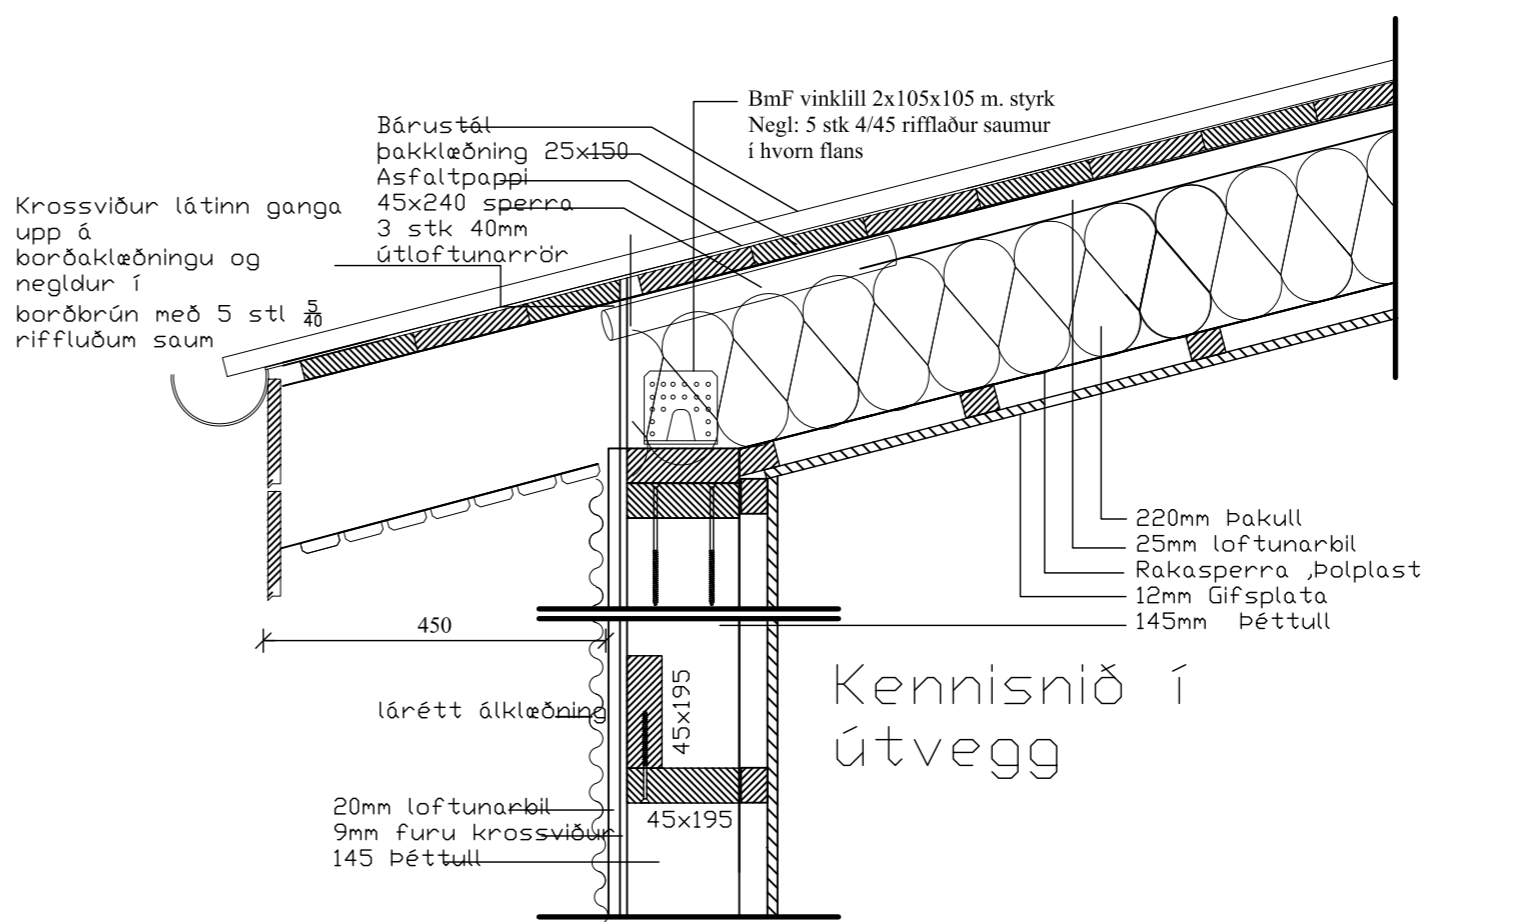 BmF vinklill 2x105x105 m. styrk
Negl: 5 stk 4/45 rifflaður saumur
í hvorn flans
Bárustál
þakklæðning 25x150
Asfaltpappi
45x240 sperra
3 stk 40mm
útloftunarrör
Krossviður látinn ganga
upp á
borðaklæðningu og
negldur í
borðbrún með 5 stl 5/40
riffluðum saum
220mm Þakull
25mm loftunarbil
Rakasperra ,Þolplast
12mm Gifsplata
145mm Þéttull
450
Kennisnið í
útvegg
lárétt álklæðning
45x195
45x195
20mm loftunarbil
9mm furu krossviður
145 Þéttull